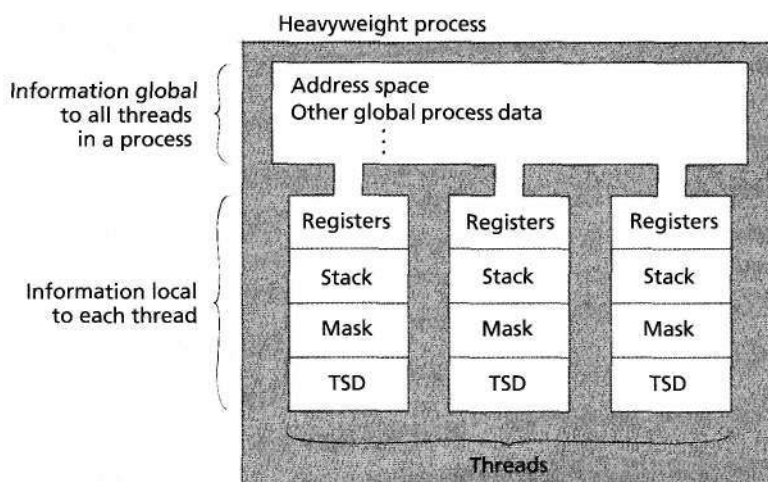 Heavyweight process
Information global
to all threads
in a process
Address space
Other global process data
Information local
to each thread
Registers
Registers
Registers
Stack
Stack
Stack
Mask
Mask
Mask
TSD
TSD
TSD
Threads